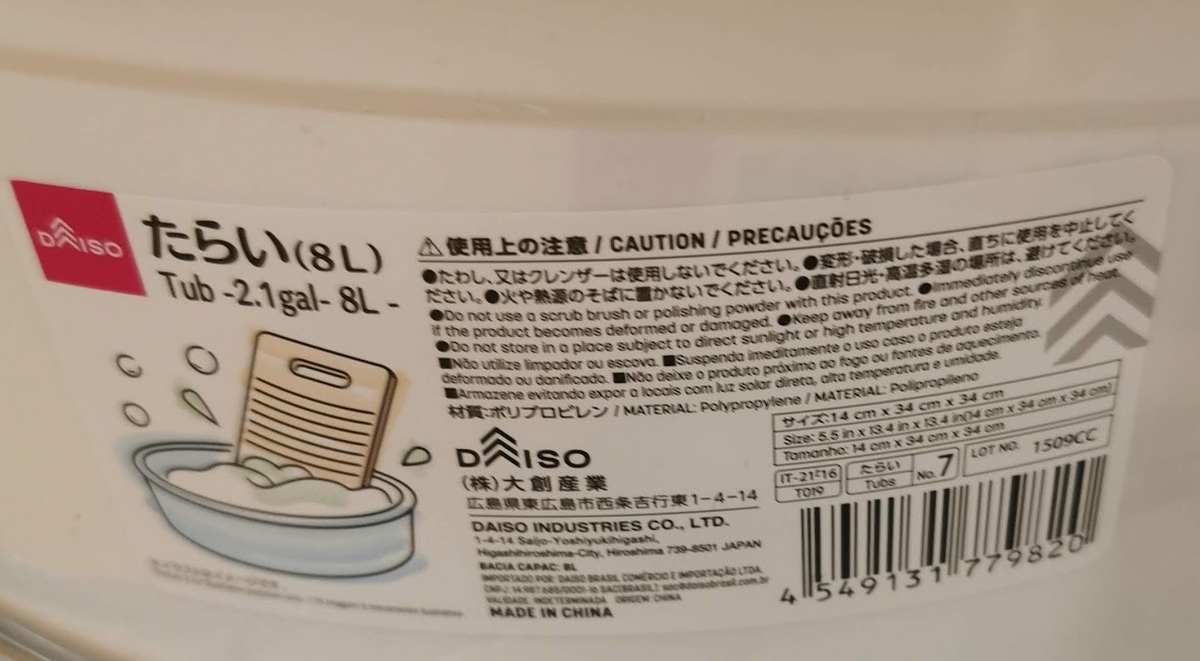 DAISO
たらい(8L)
Tub -2.1gal- 8L -
⚠使用上の注意 / CAUTION / PRECAUÇÕES
●たわし、又はクレンザーは使用しないでください。●変形・破損した場合、直ちに使用を中止してく
ださい。●火や熱源のそばに置かないでください。●直射日光・高温多湿の場所は、避けてください。
●Do not use a scrub brush or polishing powder with this product. ●Immediately discontinue use
if the product becomes deformed or damaged. ●Keep away from fire and other sources of heat.
●Do not store in a place subject to direct sunlight or high temperature and humidity.
■Não utilize limpador ou escova. ■Suspenda imeditamente o uso caso o produto esteja
deformado ou danificado. ■Não deixe o produto próximo ao fogo ou fontes de aquecimento.
■Armazene evitando expor a locais com luz solar direta, alta temperatura e umidade.
材質:ポリプロピレン / MATERIAL: Polypropylene / MATERIAL: Polipropileno
サイズ:14 cm x 34 cm x 34 cm
Size: 5.5 in x 13.4 in x 13.4 in(14 cm x 34 cm x 34 cm)
Tamanho: 14 cm x 34 cm x 34 cm
T019
たらい
Tubs
No. 7
LOT NO. 1509CC
DAISO
(株)大創産業
広島県東広島市西条吉行東1-4-14
DAISO INDUSTRIES CO., LTD.
1-4-14 Saijo-Yoshiyukihigashi,
Higashihiroshima-City, Hiroshima 739-8501 JAPAN
BACIA CAPAC: 8L
IMPORTADO POR: DAISO BRASIL COMÉRCIO E IMPORTAÇÃO LTDA.
VALIDADE INDETERMINADA ORIGEM: CHINA
MADE IN CHINA
4 549131 779820